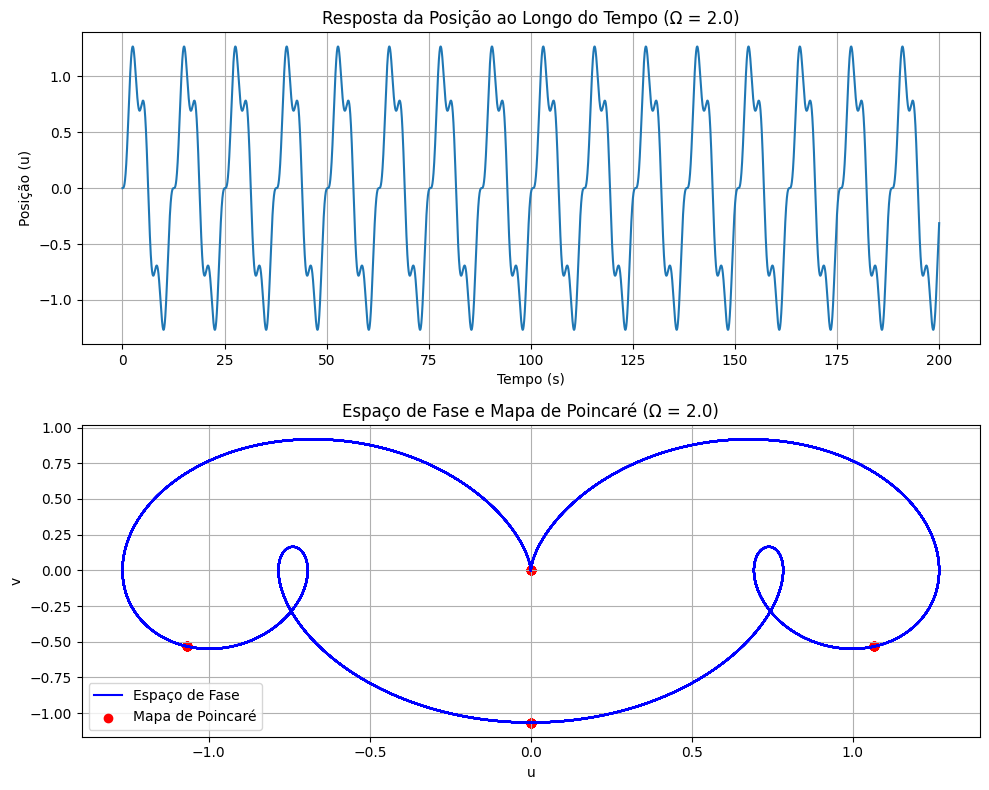 Resposta da Posição ao Longo do Tempo (Ω = 2.0)
1.0
0.5
0.0
−0.5
−1.0
Posição (u)
0 25 50 75 100 125 150 175 200
Tempo (s)
Espaço de Fase e Mapa de Poincaré (Ω = 2.0)
1.00
0.75
0.50
0.25
0.00
−0.25
−0.50
−0.75
−1.00
v
Espaço de Fase
Mapa de Poincaré
−1.0 −0.5 0.0 0.5 1.0
u